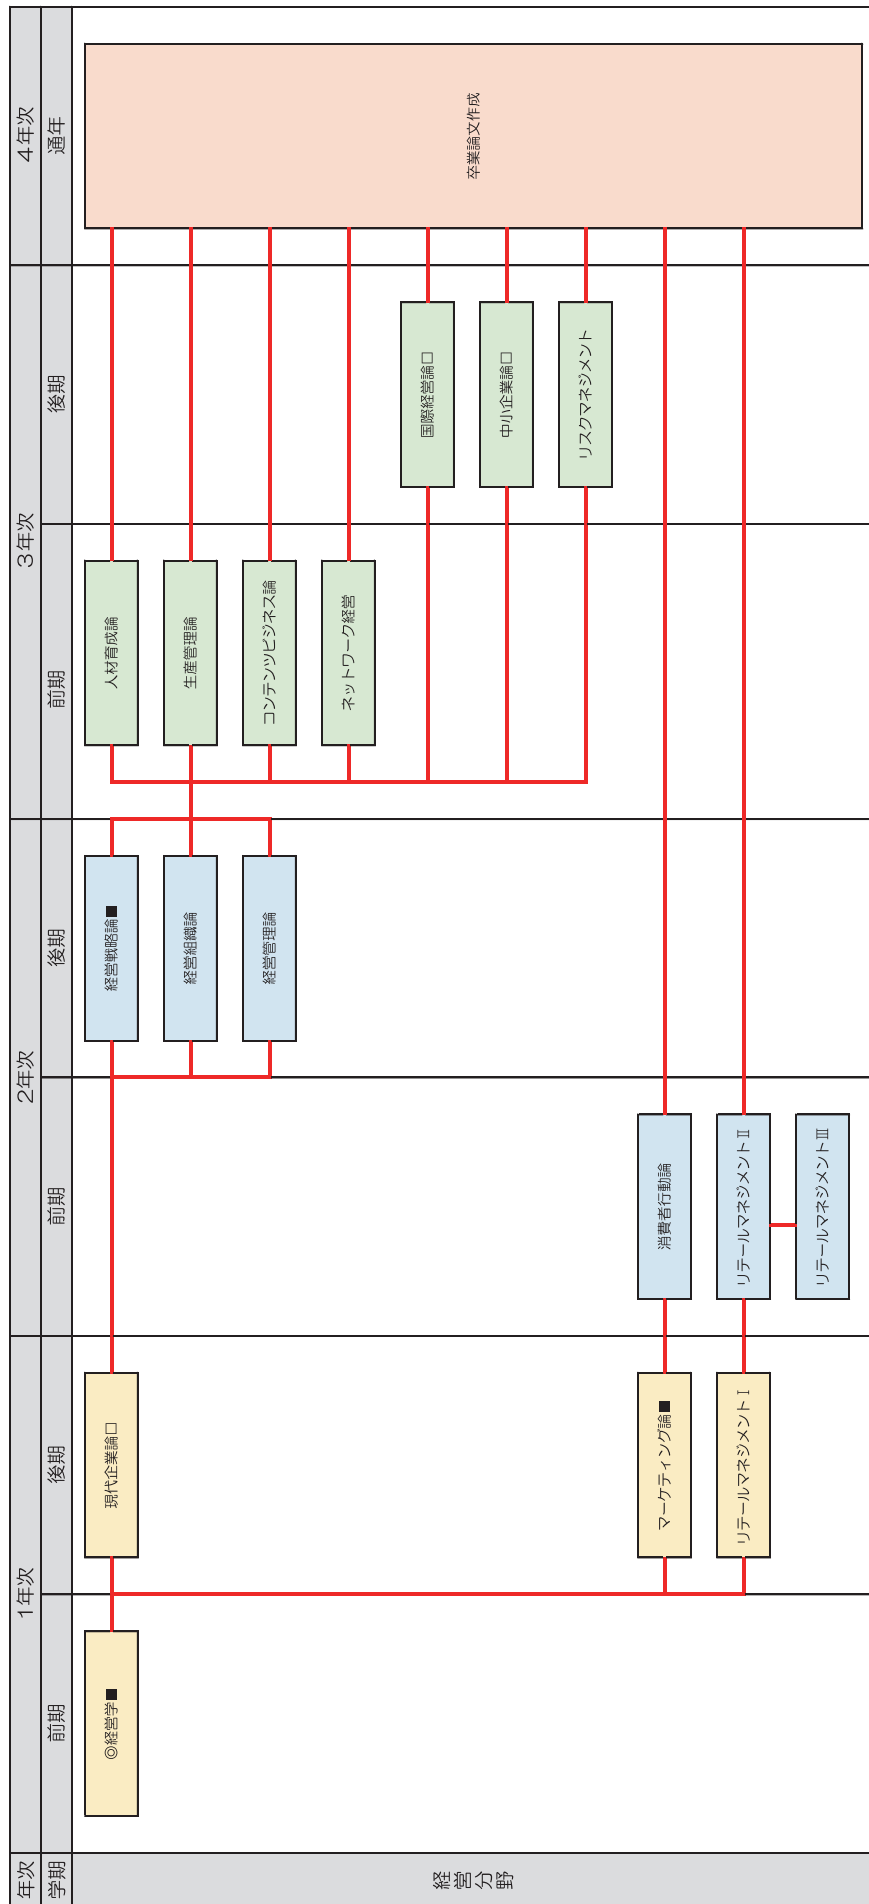 年次
1年次
2年次
3年次
4年次
学期
前期
後期
前期
後期
前期
後期
通年
経営分野
◎経営学■
現代企業論□
経営戦略論■
人材育成論
経営組織論
生産管理論
経営管理論
コンテンツビジネス論
ネットワーク経営
国際経営論□
中小企業論□
リスクマネジメント
マーケティング論■
消費者行動論
リテールマネジメントⅠ
リテールマネジメントⅡ
リテールマネジメントⅢ
卒業論文作成